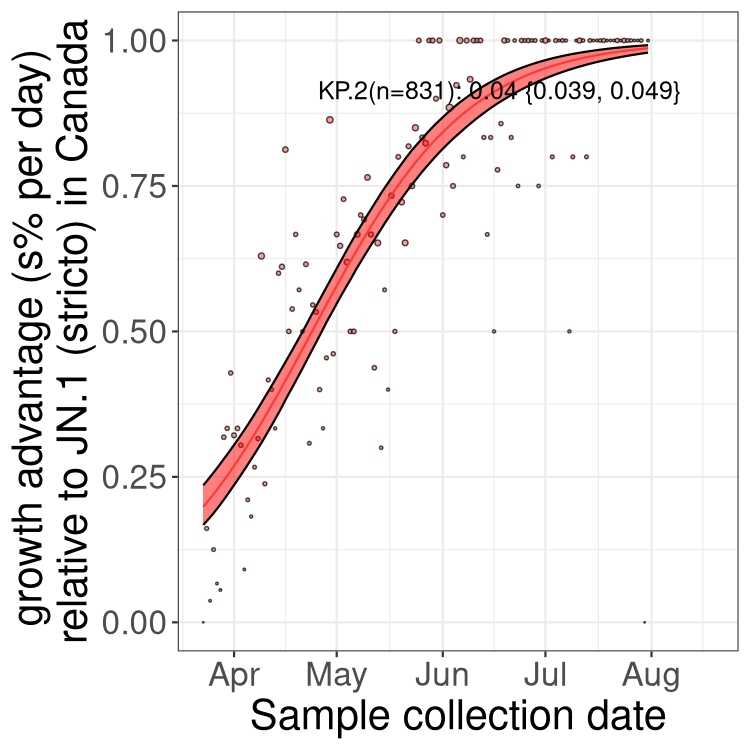 growth advantage (s% per day)
relative to JN.1 (stricto) in Canada
1.00
0.75
0.50
0.25
0.00
KP.2(n=831): 0.04 {0.039, 0.049}
Apr May Jun Jul Aug
Sample collection date